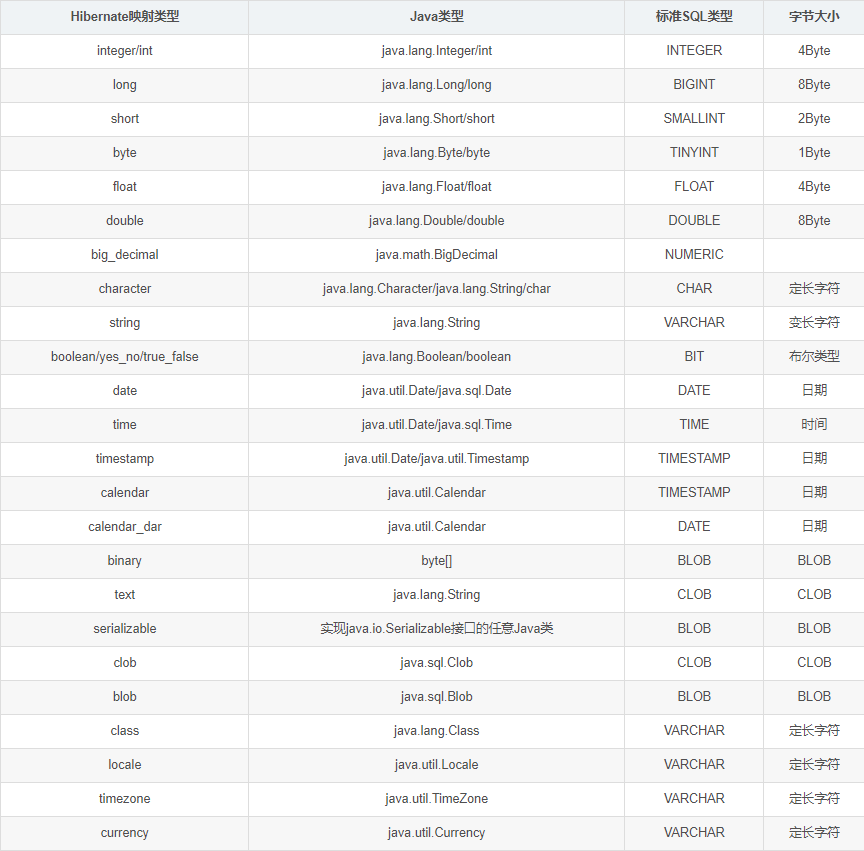 Hibernate映射类型 Java类型 标准SQL类型 字节大小
integer/int java.lang.Integer/int INTEGER 4Byte
long java.lang.Long/long BIGINT 8Byte
short java.lang.Short/short SMALLINT 2Byte
byte java.lang.Byte/byte TINYINT 1Byte
float java.lang.Float/float FLOAT 4Byte
double java.lang.Double/double DOUBLE 8Byte
big_decimal java.math.BigDecimal NUMERIC
character java.lang.Character/java.lang.String/char CHAR 定长字符
string java.lang.String VARCHAR 变长字符
boolean/yes_no/true_false java.lang.Boolean/boolean BIT 布尔类型
date java.util.Date/java.sql.Date DATE 日期
time java.util.Date/java.sql.Time TIME 时间
timestamp java.util.Date/java.util.Timestamp TIMESTAMP 日期
calendar java.util.Calendar TIMESTAMP 日期
calendar_dar java.util.Calendar DATE 日期
binary byte[] BLOB BLOB
text java.lang.String CLOB CLOB
serializable 实现java.io.Serializable接口的任意Java类 BLOB BLOB
clob java.sql.Clob CLOB CLOB
blob java.sql.Blob BLOB BLOB
class java.lang.Class VARCHAR 定长字符
locale java.util.Locale VARCHAR 定长字符
timezone java.util.TimeZone VARCHAR 定长字符
currency java.util.Currency VARCHAR 定长字符